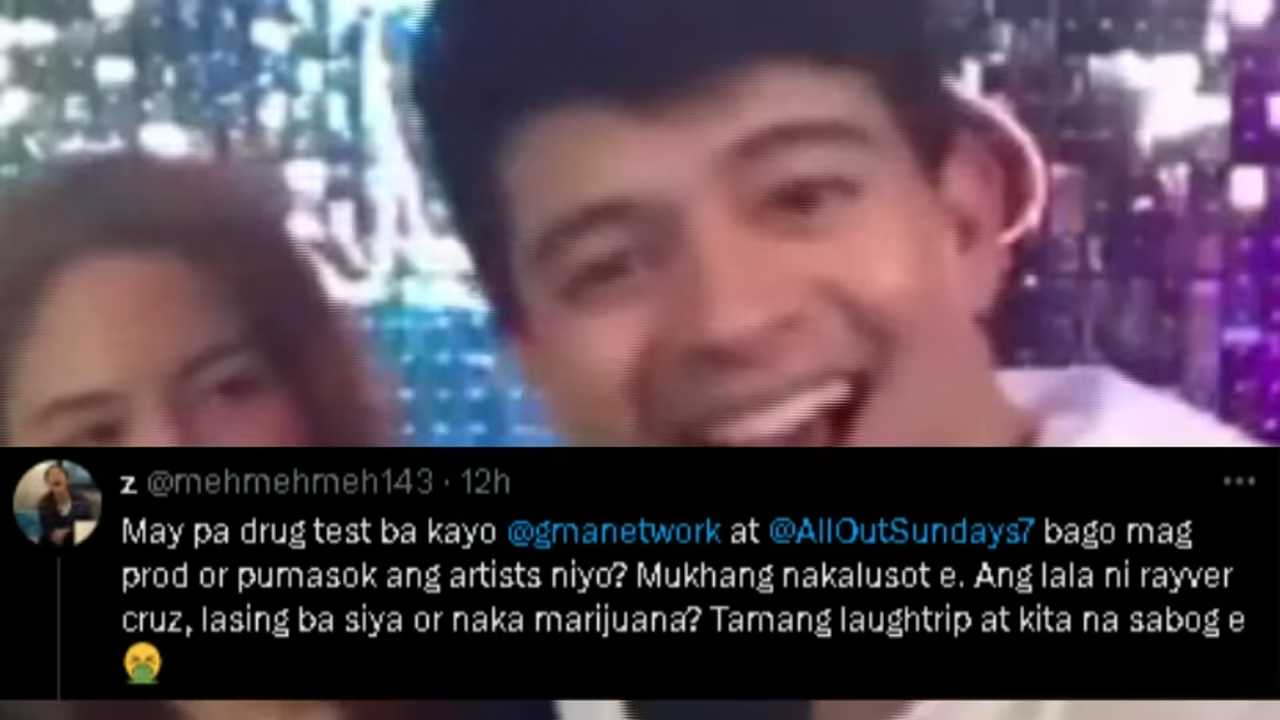 z @mehmehmeh143 · 12h
May pa drug test ba kayo @gmanetwork at @AllOutSundays7 bago mag
prod or pumasok ang artists niyo? Mukhang nakalusot e. Ang lala ni rayver
cruz, lasing ba siya or naka marijuana? Tamang laughtrip at kita na sabog e
🤮